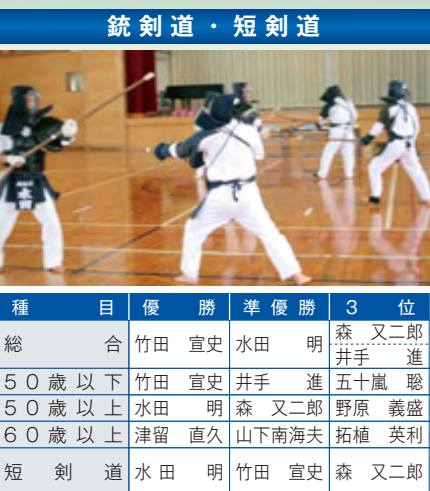 銃剣道・短剣道
種 目 優 勝 準優勝 3 位
総 合 竹田 宣史 水田 明 森 又二郎
井手 進
50歳以下 竹田 宣史 井手 進 五十嵐 聡
50歳以上 水田 明 森 又二郎 野原 義盛
60歳以上 津留 直久 山下南海夫 拓植 英利
短 剣 道 水田 明 竹田 宣史 森 又二郎